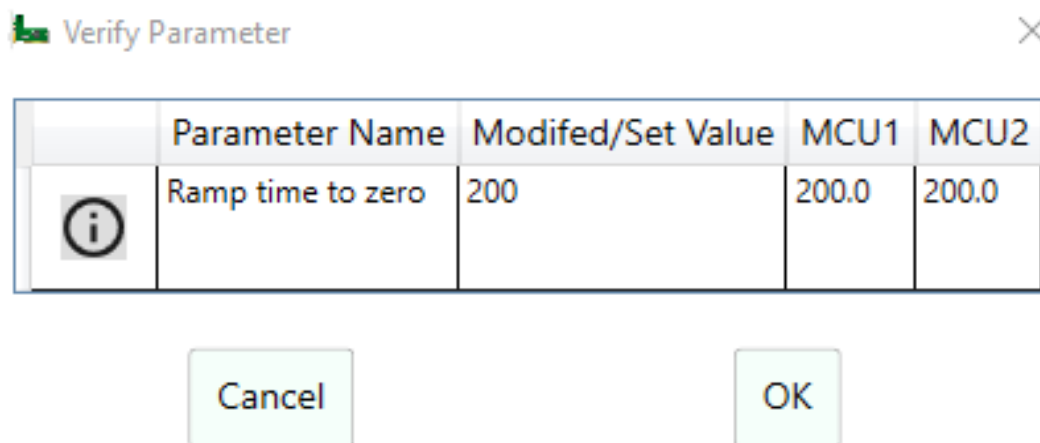 Verify Parameter
Parameter Name Modifed/Set Value MCU1 MCU2
Ramp time to zero 200 200.0 200.0
Cancel OK